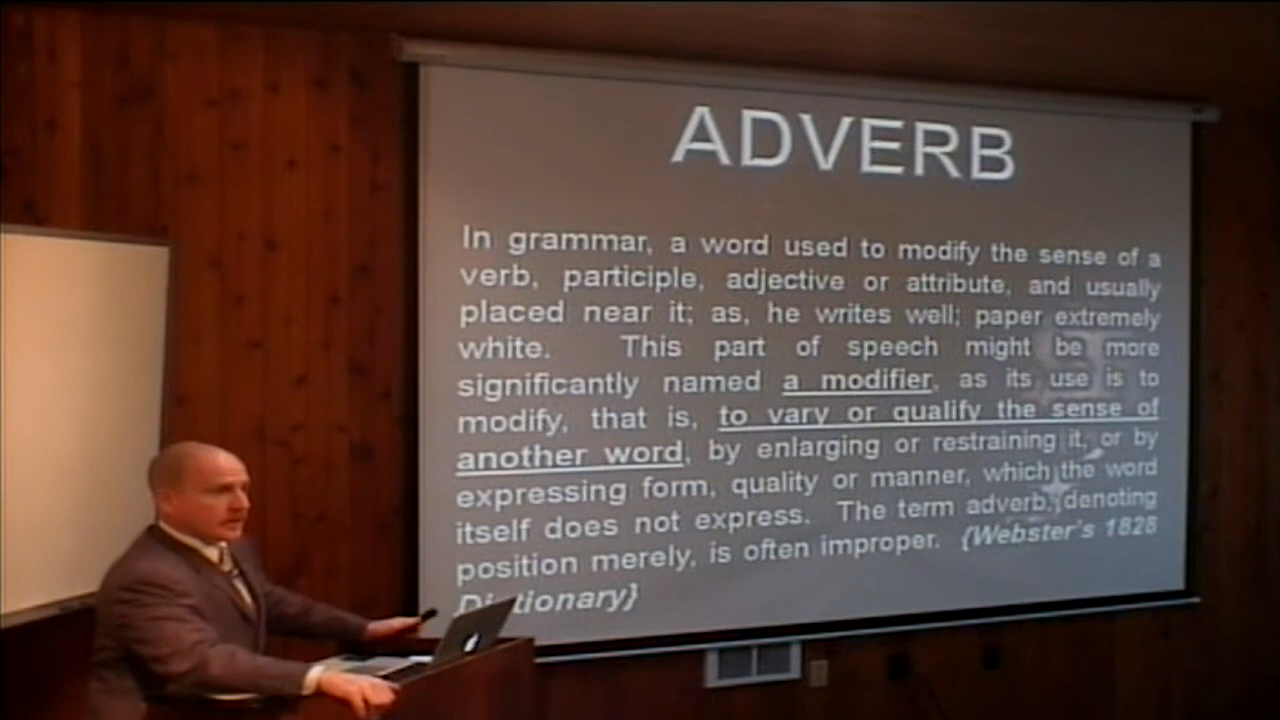 ADVERB
In grammar, a word used to modify the sense of a
verb, participle, adjective or attribute, and usually
placed near it; as, he writes well; paper extremely
white. This part of speech might be more
significantly named a modifier, as its use is to
modify, that is, to vary or qualify the sense of
another word, by enlarging or restraining it, or by
expressing form, quality or manner, which the word
itself does not express. The term adverb, denoting
position merely, is often improper. {Webster's 1828
Dictionary}